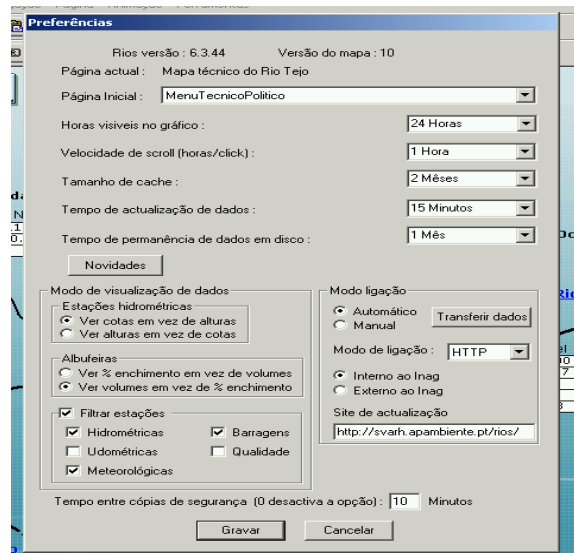 Preferências
Rios versão : 6.3.44 Versão do mapa : 10
Página actual : Mapa técnico do Rio Tejo
Página Inicial : MenuTecnicoPolitico
Horas visiveis no gráfico : 24 Horas
Velocidade de scroll (horas/click) : 1 Hora
Tamanho de cache : 2 Mêses
Tempo de actualização de dados : 15 Minutos
Tempo de permanência de dados em disco : 1 Mês
Novidades
Modo de visualização de dados
Estações hidrométricas
Ver cotas em vez de alturas
Ver alturas em vez de cotas
Albufeiras
Ver % enchimento em vez de volumes
Ver volumes em vez de % enchimento
Filtrar estações
Hidrométricas Barragens
Udométricas Qualidade
Meteorológicas
Modo ligação
Automático
Manual
Transferir dados
Modo de ligação : HTTP
Interno ao Inag
Externo ao Inag
Site de actualização
http://svarh.apambiente.pt/rios/
Tempo entre cópias de segurança (0 desactiva a opção) : 10 Minutos
Gravar Cancelar